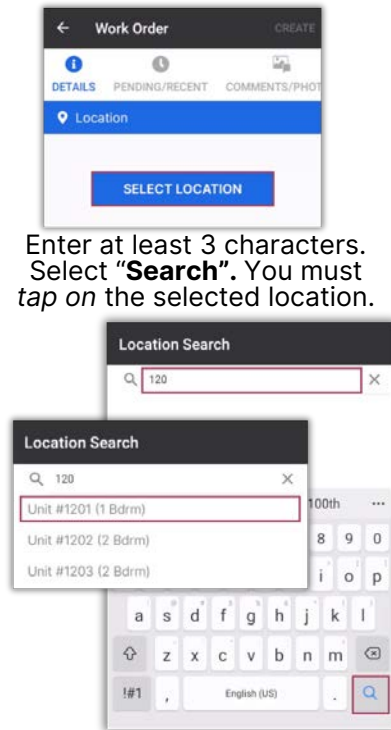 ← Work Order CREATE
DETAILS PENDING/RECENT COMMENTS/PHOT
Location
SELECT LOCATION
Enter at least 3 characters.
Select “Search”. You must
tap on the selected location.
Location Search
120
Location Search
120
Unit #1201 (1 Bdrm)
Unit #1202 (2 Bdrm)
Unit #1203 (2 Bdrm)
100th ...
8 9 0
i o p
a s d f g h j k l
z x c v b n m
!#1 , English (US) .